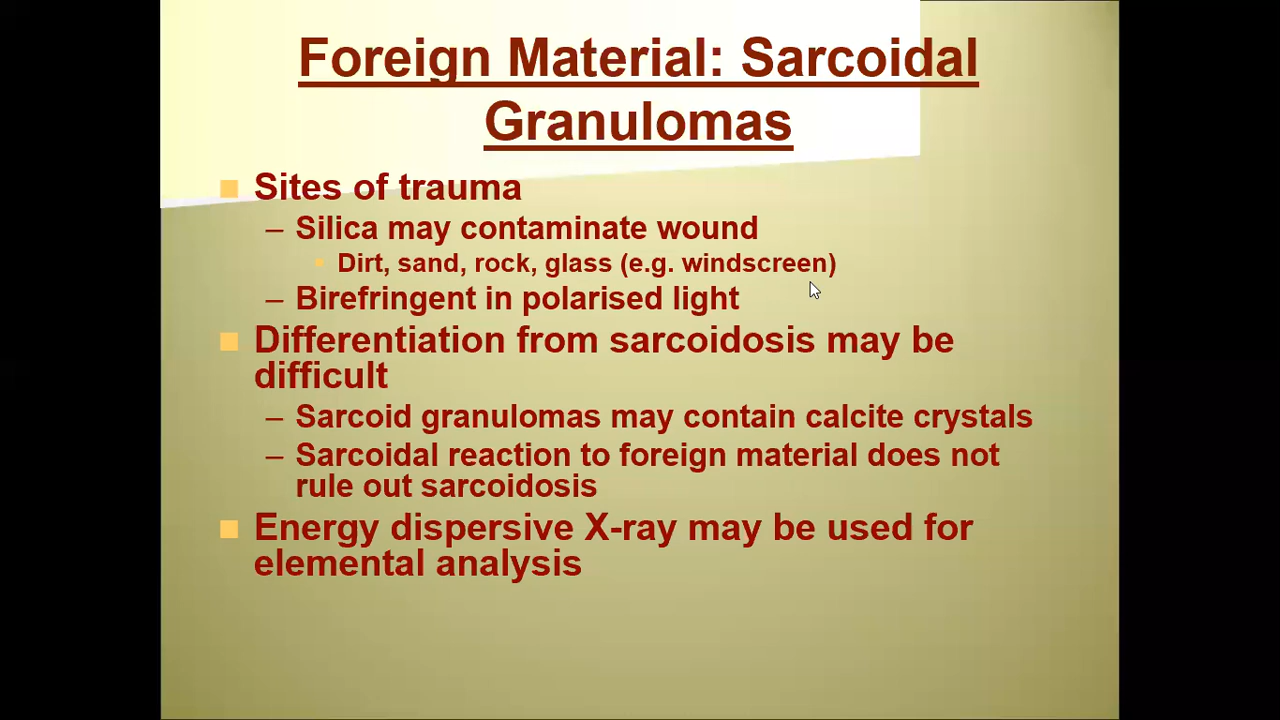 Foreign Material: Sarcoidal
Granulomas
Sites of trauma
– Silica may contaminate wound
Dirt, sand, rock, glass (e.g. windscreen)
– Birefringent in polarised light
Differentiation from sarcoidosis may be
difficult
– Sarcoid granulomas may contain calcite crystals
– Sarcoidal reaction to foreign material does not
rule out sarcoidosis
Energy dispersive X-ray may be used for
elemental analysis